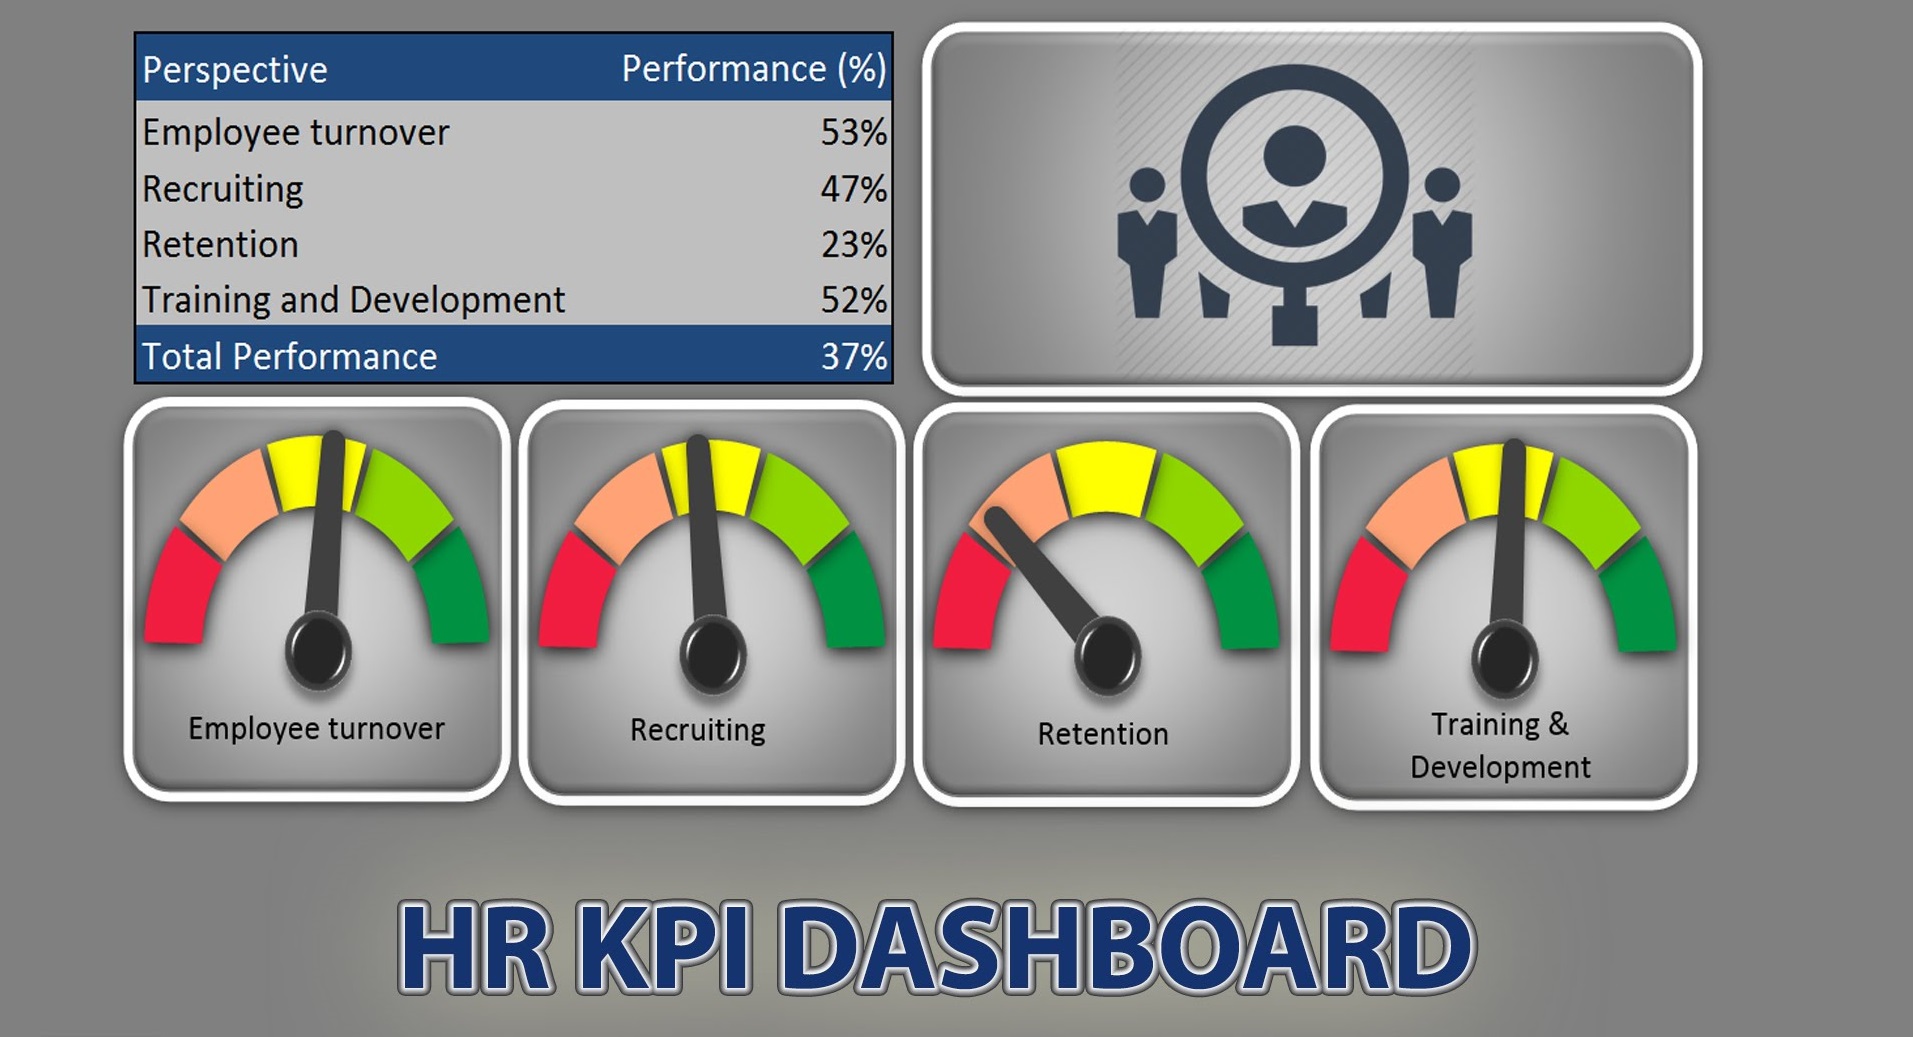 Perspective Performance (%)
Employee turnover 53%
Recruiting 47%
Retention 23%
Training and Development 52%
Total Performance 37%
Employee turnover
Recruiting
Retention
Training &
Development
HR KPI DASHBOARD